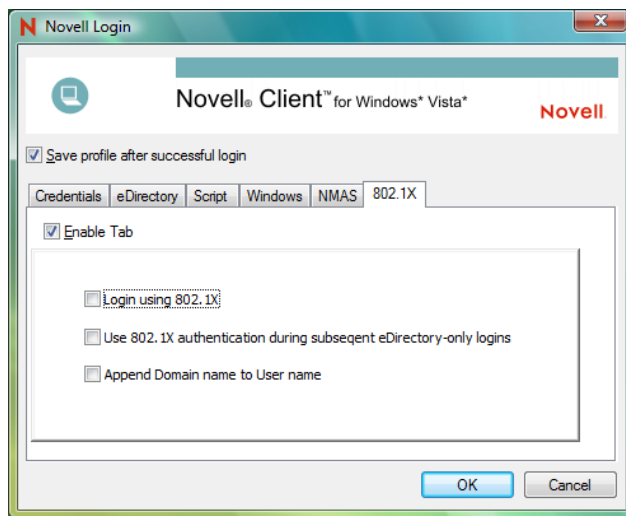 Novell Login
Novell® Client™ for Windows* Vista*
Novell
Save profile after successful login
Credentials eDirectory Script Windows NMAS 802.1X
Enable Tab
Login using 802.1X
Use 802.1X authentication during subseqent eDirectory-only logins
Append Domain name to User name
OK Cancel